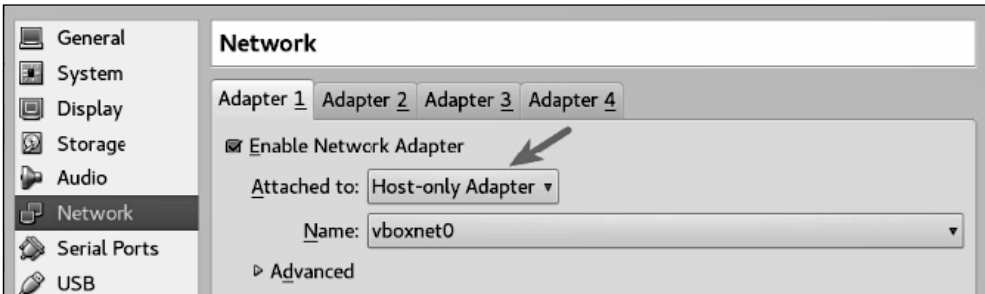 General
System
Display
Storage
Audio
Network
Serial Ports
USB
Network
Adapter 1 Adapter 2 Adapter 3 Adapter 4
Enable Network Adapter
Attached to: Host-only Adapter
Name: vboxnet0
Advanced